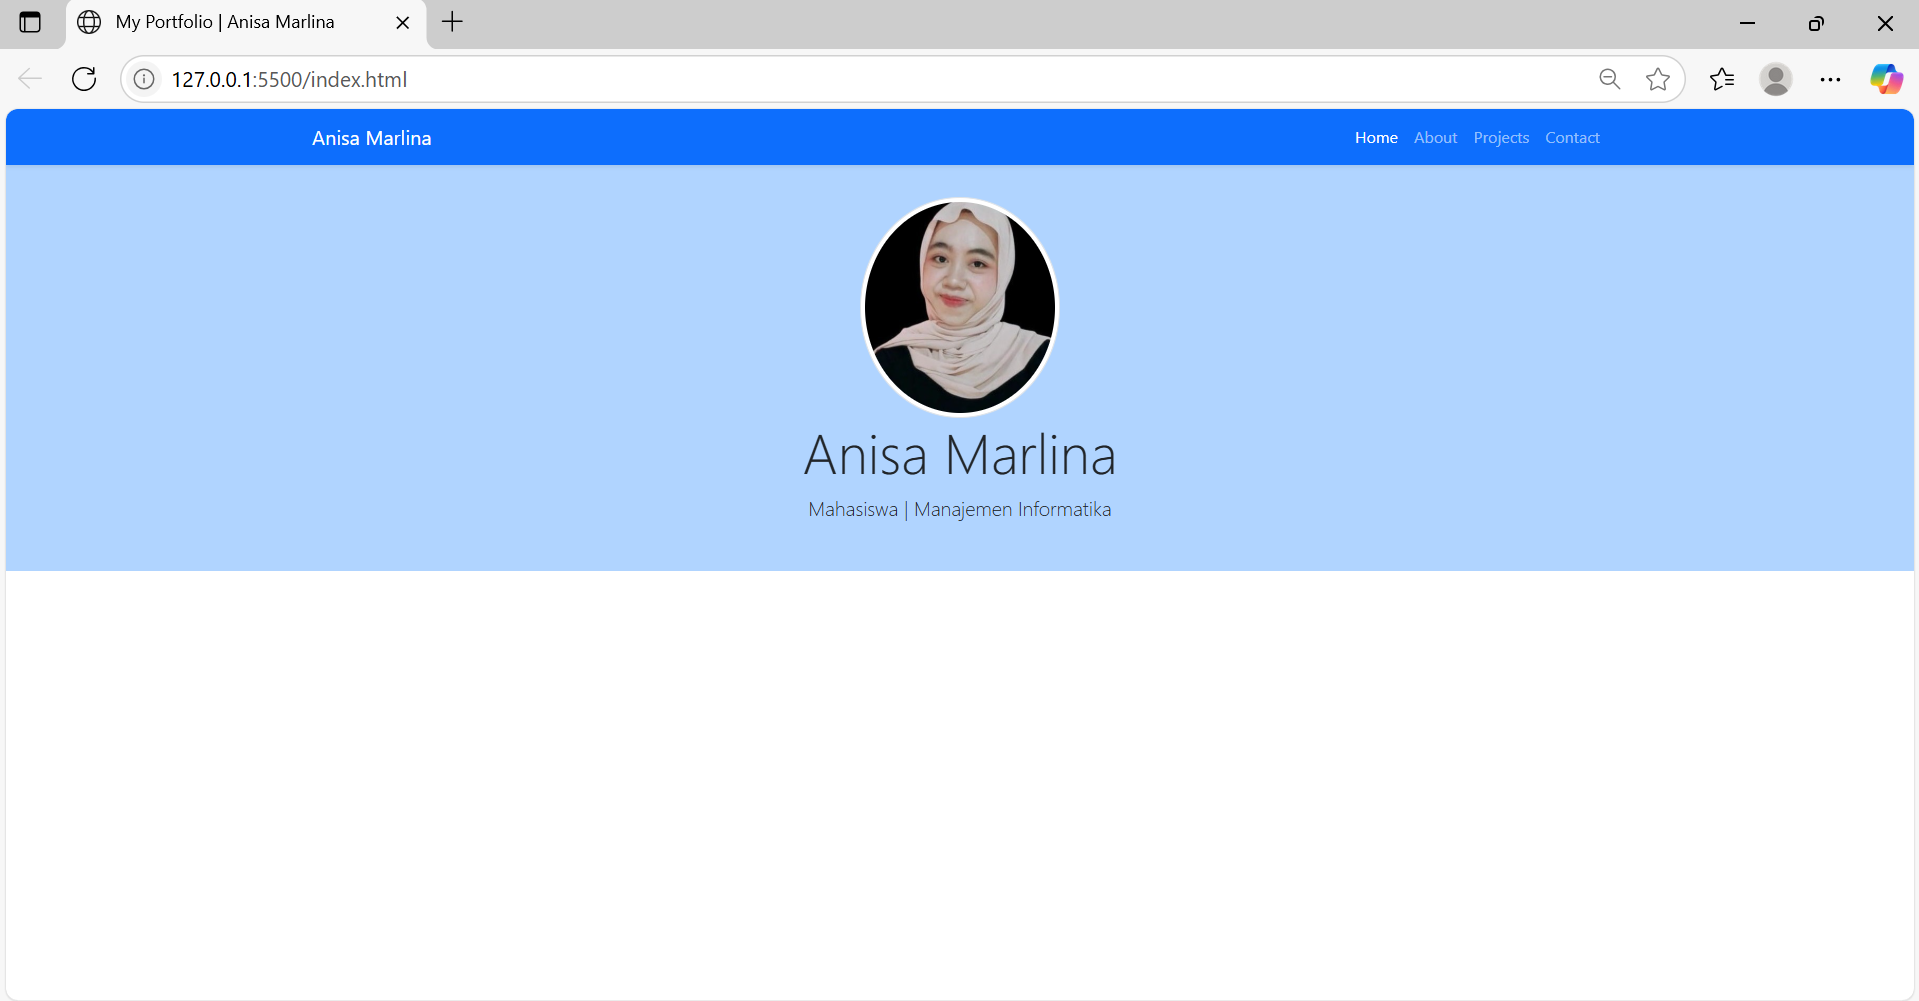 My Portfolio | Anisa Marlina
127.0.0.1:5500/index.html
Anisa Marlina
Home About Projects Contact
Anisa Marlina
Mahasiswa | Manajemen Informatika